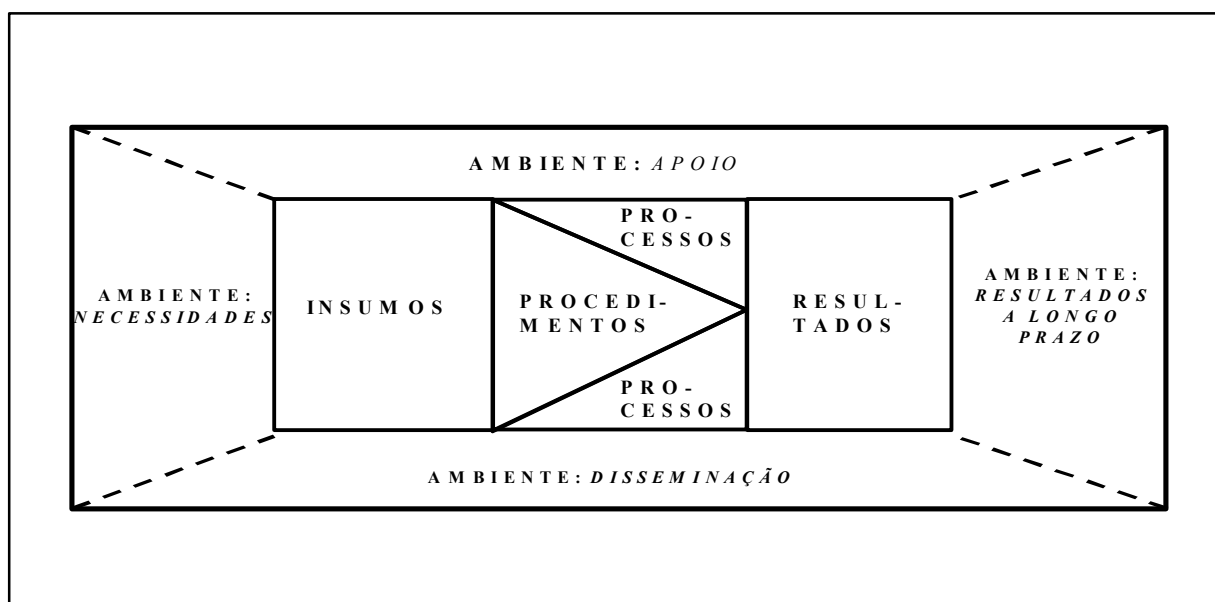 AMBIENTE: APOIO
PRO-
CESSOS
AMBIENTE:
NECESSIDADES
INSUMOS
PROCEDI-
MENTOS
RESUL-
TADOS
AMBIENTE:
RESULTADOS
A LONGO
PRAZO
PRO-
CESSOS
AMBIENTE: DISSEMINAÇÃO